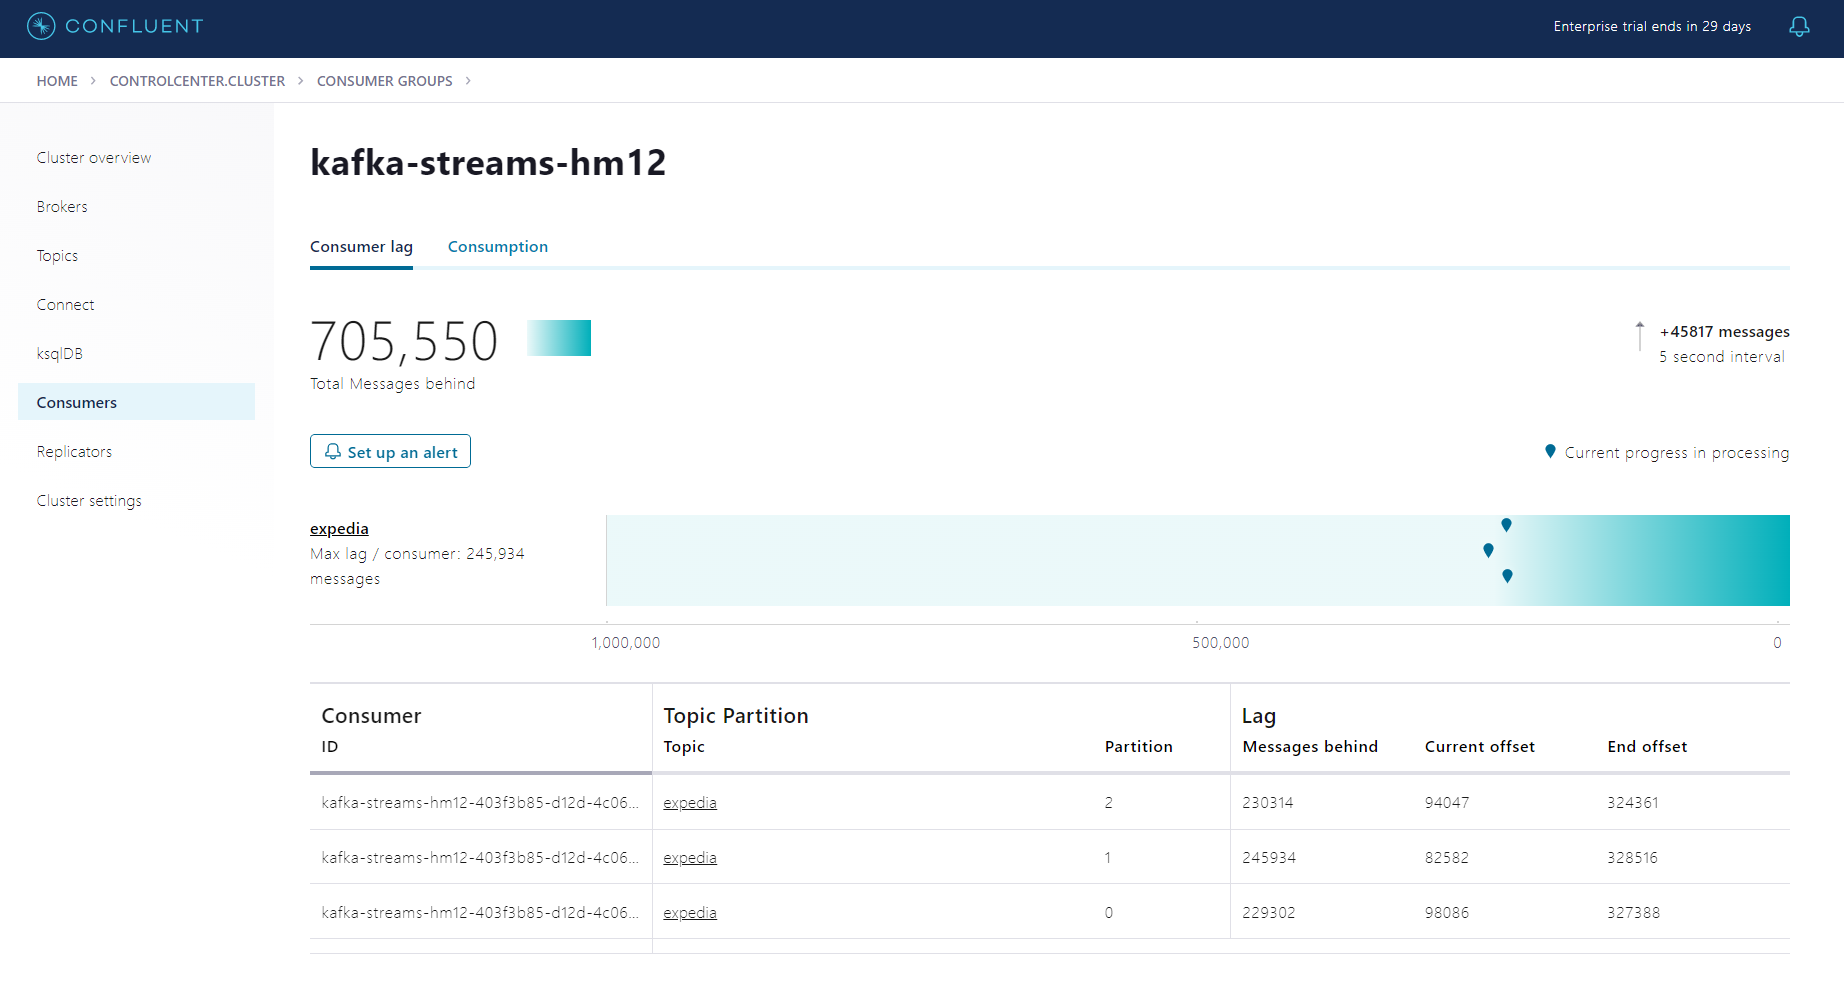 CONFLUENT
Enterprise trial ends in 29 days
HOME > CONTROLCENTER.CLUSTER > CONSUMER GROUPS >
Cluster overview
Brokers
Topics
Connect
ksqlDB
Consumers
Replicators
Cluster settings
kafka-streams-hm12
Consumer lag Consumption
705,550
Total Messages behind
+45817 messages
5 second interval
Set up an alert
Current progress in processing
expedia
Max lag / consumer: 245,934
messages
1,000,000 500,000 0
Consumer Topic Partition Lag
ID Topic Partition Messages behind Current offset End offset
kafka-streams-hm12-403f3b85-d12d-4c06... expedia 2 230314 94047 324361
kafka-streams-hm12-403f3b85-d12d-4c06... expedia 1 245934 82582 328516
kafka-streams-hm12-403f3b85-d12d-4c06... expedia 0 229302 98086 327388